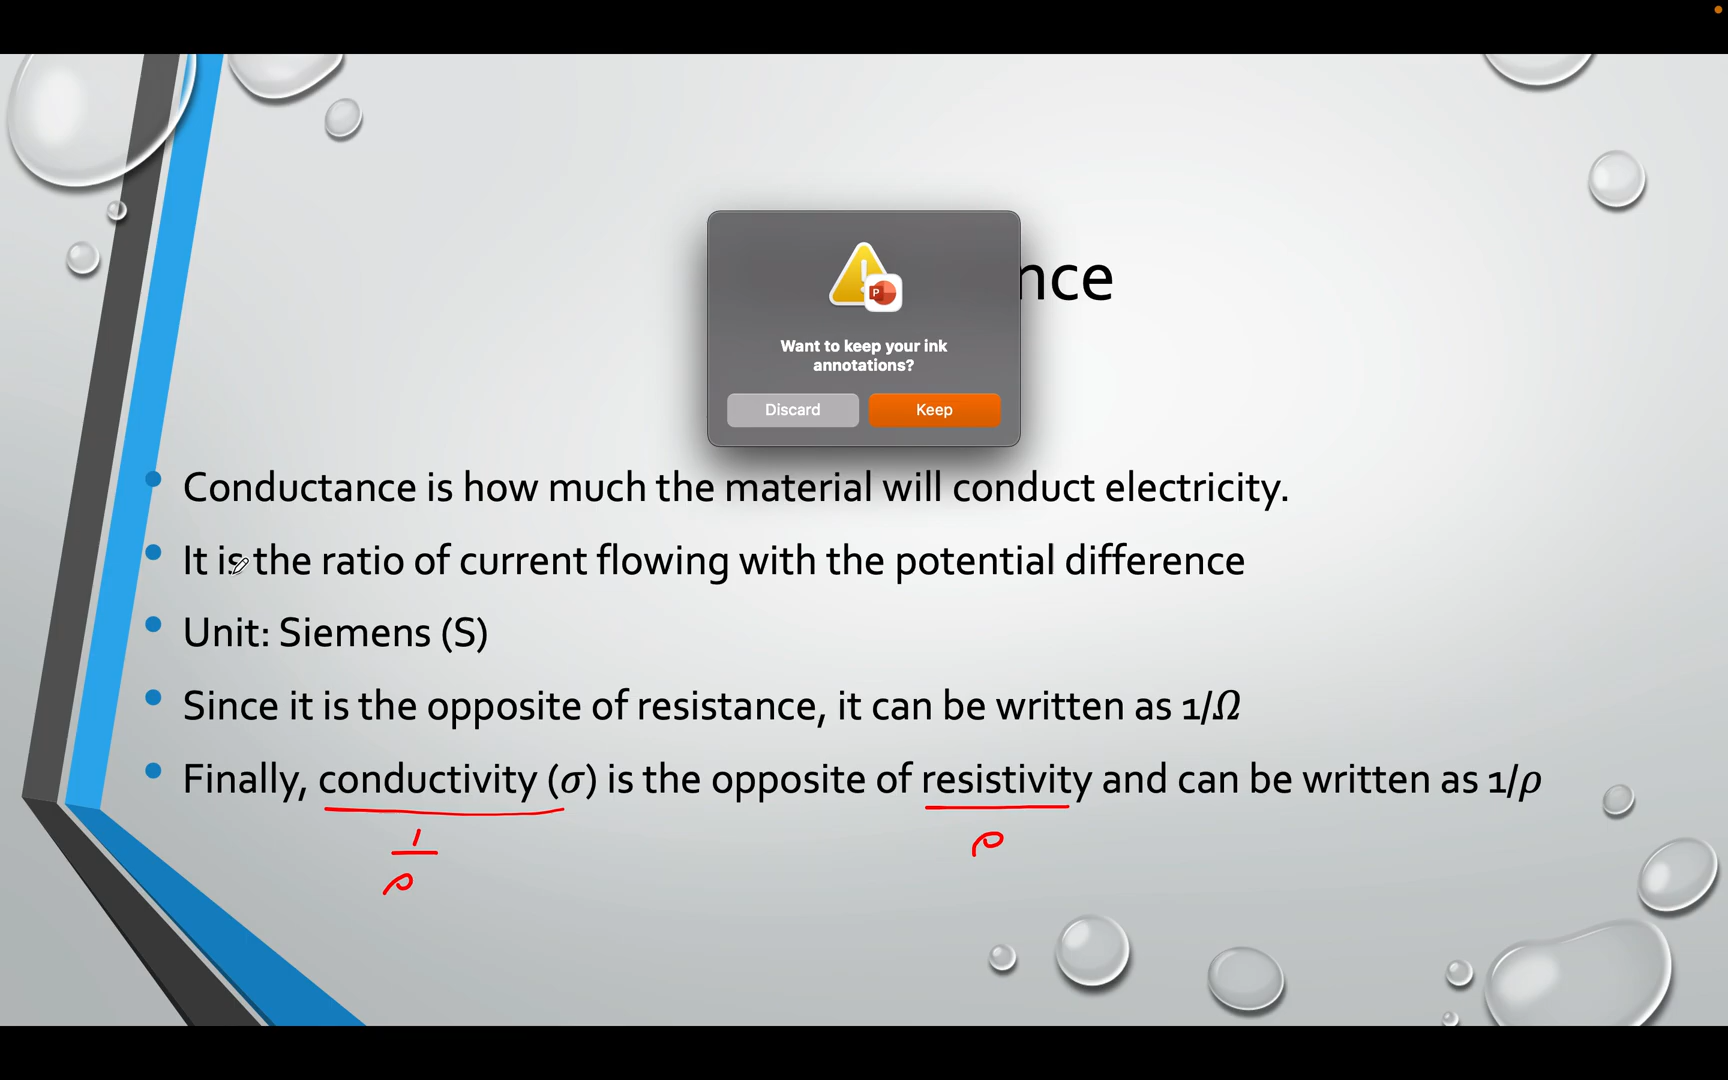 nce
P
Want to keep your ink
annotations?
Discard Keep
• Conductance is how much the material will conduct electricity.
• It is the ratio of current flowing with the potential difference
• Unit: Siemens (S)
• Since it is the opposite of resistance, it can be written as 1/Ω
• Finally, conductivity (σ) is the opposite of resistivity and can be written as 1/ρ
1
ρ
ρ